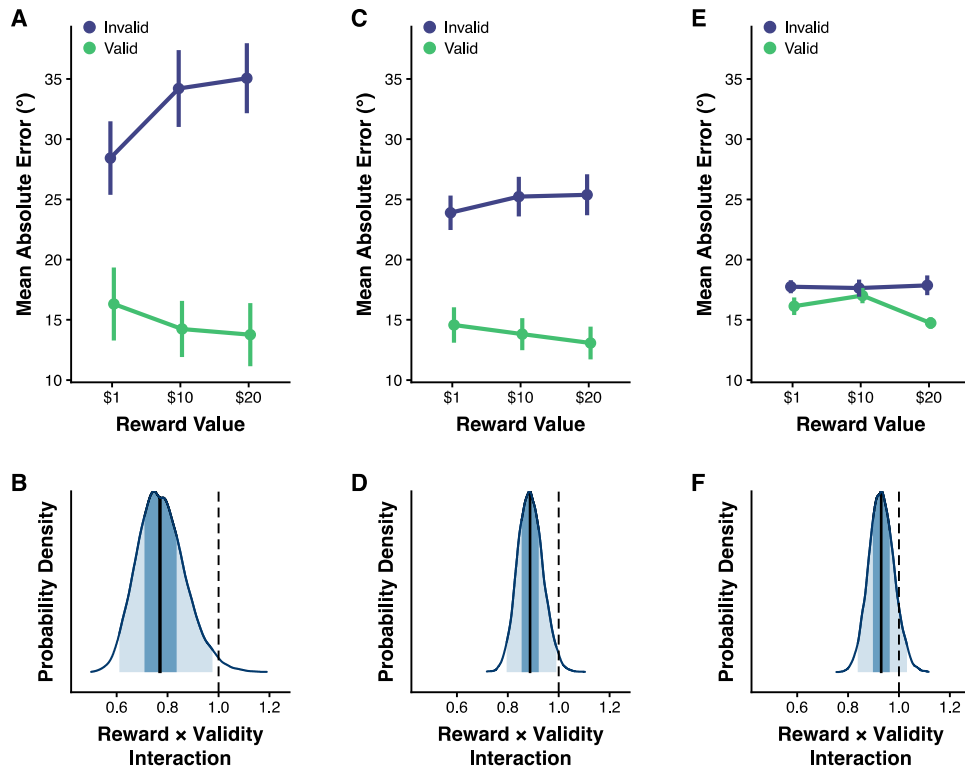 A
Invalid
Valid
Mean Absolute Error (°)
35
30
25
20
15
10
$1
$10
$20
Reward Value
C
Invalid
Valid
Mean Absolute Error (°)
35
30
25
20
15
10
$1
$10
$20
Reward Value
E
Invalid
Valid
Mean Absolute Error (°)
35
30
25
20
15
10
$1
$10
$20
Reward Value
B
Probability Density
0.6
0.8
1.0
1.2
Reward × Validity
Interaction
D
Probability Density
0.6
0.8
1.0
1.2
Reward × Validity
Interaction
F
Probability Density
0.6
0.8
1.0
1.2
Reward × Validity
Interaction